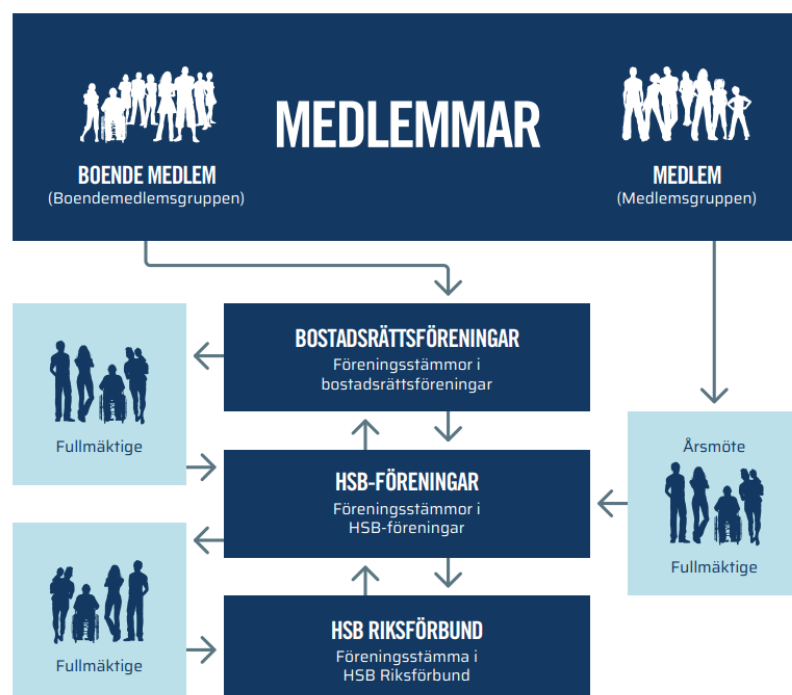 MEDLEMMAR
BOENDE MEDLEM
(Boendemedlemsgruppen)
MEDLEM
(Medlemsgruppen)
BOSTADSRÄTTSFÖRENINGAR
Föreningsstämmor i
bostadsrättsföreningar
Fullmäktige
Årsmöte
Fullmäktige
HSB-FÖRENINGAR
Föreningsstämmor i
HSB-föreningar
Fullmäktige
HSB RIKSFÖRBUND
Föreningsstämma i
HSB Riksförbund